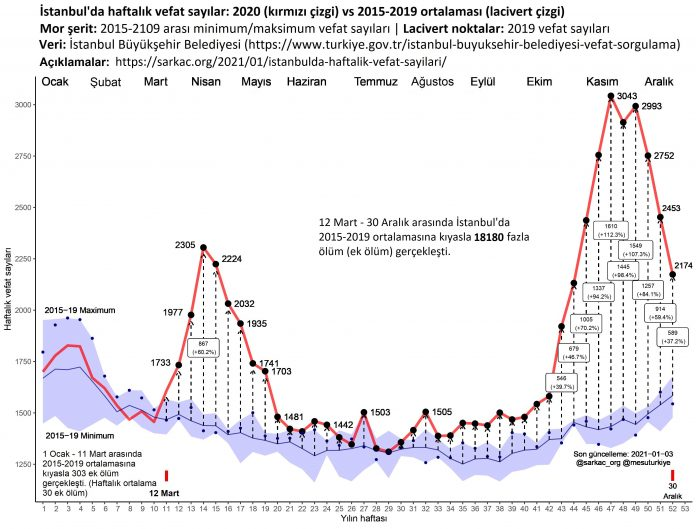 İstanbul'da haftalık vefat sayılar: 2020 (kırmızı çizgi) vs 2015-2019 ortalaması (lacivert çizgi)
Mor şerit: 2015-2109 arası minimum/maksimum vefat sayıları | Lacivert noktalar: 2019 vefat sayıları
Veri: İstanbul Büyükşehir Belediyesi (https://www.turkiye.gov.tr/istanbul-buyuksehir-belediyesi-vefat-sorgulama)
Açıklamalar: https://sarkac.org/2021/01/istanbulda-haftalik-vefat-sayilari/
Ocak Şubat Mart Nisan Mayıs Haziran Temmuz Ağustos Eylül Ekim Kasım Aralık
3043
2993
3000
2752
2750
2453
2500
12 Mart - 30 Aralık arasında İstanbul'da
2015-2019 ortalamasına kıyasla 18180 fazla
ölüm (ek ölüm) gerçekleşti.
1610
(+112.3%)
1549
(+107.3%)
1445
(+98.4%)
1337
(+94.2%)
1257
(+84.1%)
1005
(+70.2%)
914
(+59.4%)
589
(+37.2%)
679
(+46.7%)
546
(+39.7%)
867
(+60.2%)
2305
2224
2174
2250
2032
2000
1977
1935
2015−19 Maximum
1733
1741
1703
1750
1481
1442
1503
1505
1500
2015−19 Minimum
1250
1 Ocak - 11 Mart arasında
2015-2019 ortalamasına
kıyasla 303 ek ölüm
gerçekleşti. (Haftalık ortalama
30 ek ölüm)
12 Mart
Son günceleme: 2021−01−03
@sarkac_org @mesuturkiye
30
Aralık
Haftalık vefat sayıları
1 2 3 4 5 6 7 8 9 10 11 12 13 14 15 16 17 18 19 20 21 22 23 24 25 26 27 28 29 30 31 32 33 34 35 36 37 38 39 40 41 42 43 44 45 46 47 48 49 50 51 52 53
Yılın haftası